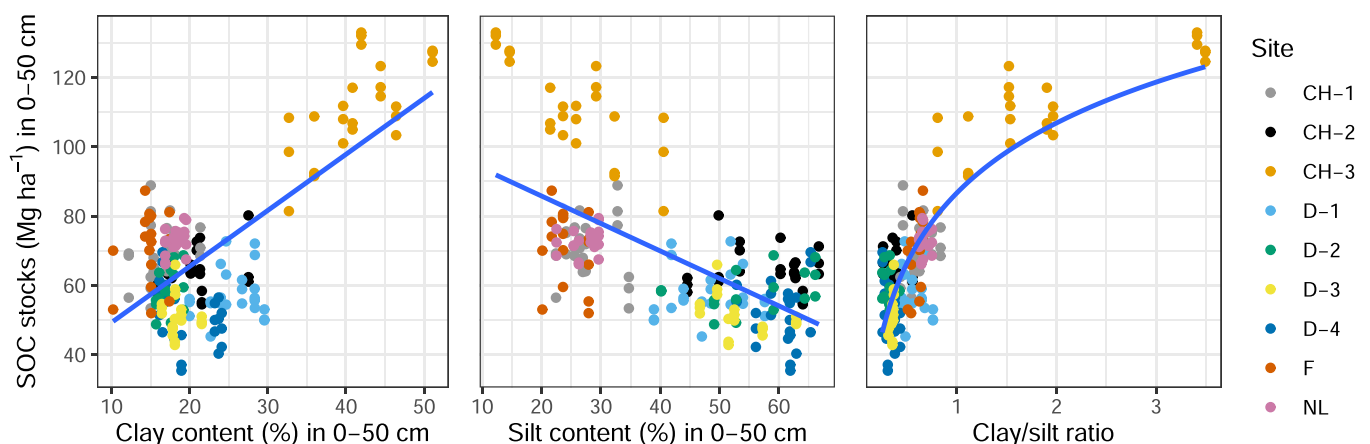 SOC stocks (Mg ha⁻¹) in 0–50 cm
120
100
80
60
40
10 20 30 40 50
Clay content (%) in 0–50 cm
10 20 30 40 50 60
Silt content (%) in 0–50 cm
1 2 3
Clay/silt ratio
Site
CH–1
CH–2
CH–3
D–1
D–2
D–3
D–4
F
NL